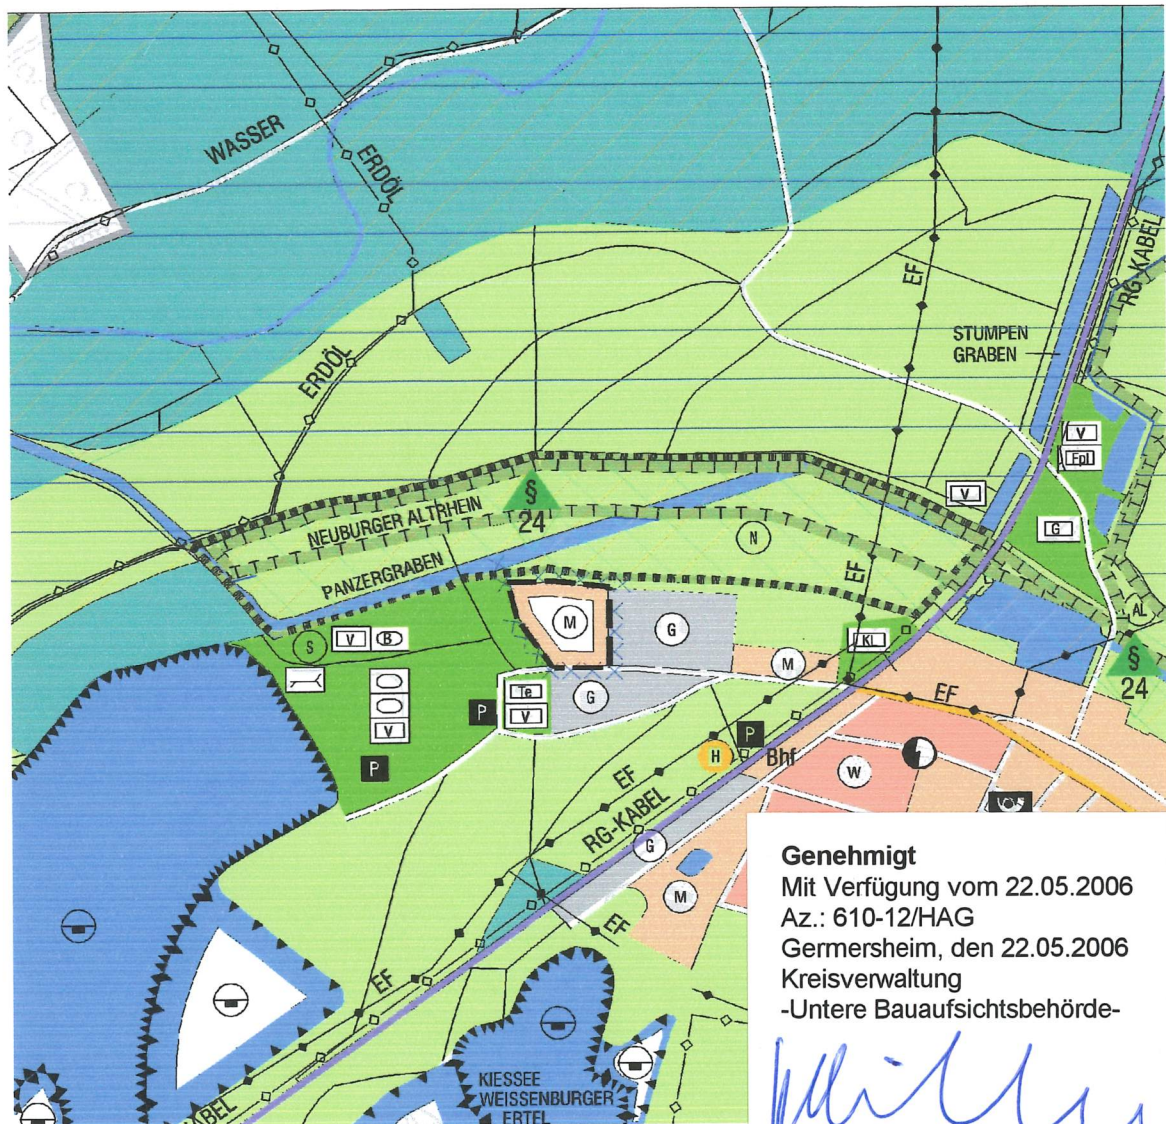 WASSER
ERDÖL
ERDÖL
EF
RG-KABEL
STUMPEN
GRABEN
V
Fpl
V
G
§
24
NEUBURGER ALTRHEIN
N
PANZERGRABEN
EF
AL
S
V
B
M
G
Kl
M
§
24
Te
V
G
EF
V
P
P
P
H
Bhf
W
EF
RG-KABEL
G
M
EF
EF
KABEL
KIESSEE
WEISSENBURGER
ERTEL
Genehmigt
Mit Verfügung vom 22.05.2006
Az.: 610-12/HAG
Germersheim, den 22.05.2006
Kreisverwaltung
-Untere Bauaufsichtsbehörde-